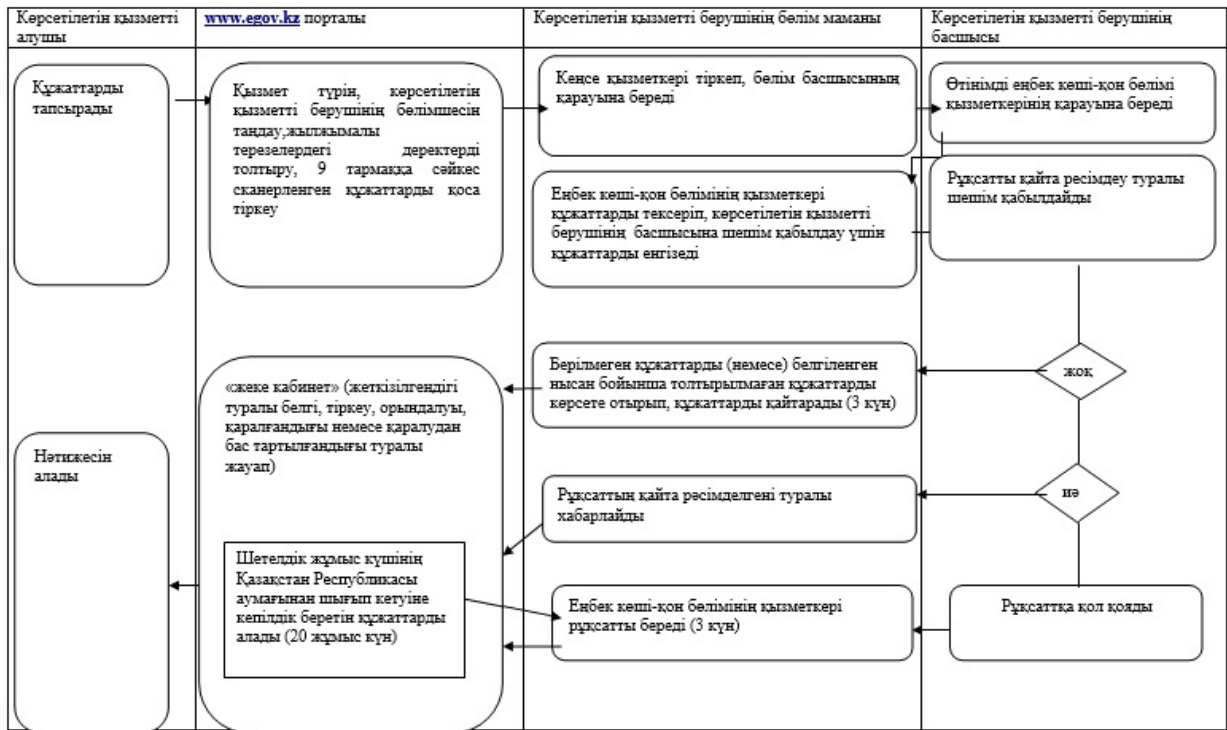 Көрсетілетін қызметті
алушы
www.egov.kz порталы
Көрсетілетін қызметті берушінің бөлім маманы
Көрсетілетін қызметті берушінің
басшысы
Құжаттарды
тапсырады
Қызмет түрін, көрсетілетін
қызметті берушінің бөлімшесін
таңдау,жылжымалы
терезелердегі деректерді
толтыру, 9 тармаққа сәйкес
сканерленген құжаттарды қоса
тіркеу
Кеңсе қызметкері тіркеп, бөлім басшысының
қарауына береді
Өтінімді еңбек көші-қон бөлімі
қызметкерінің қарауына береді
Еңбек көші-қон бөлімінің қызметкері
құжаттарды тексеріп, көрсетілетін қызметті
берушінің басшысына шешім қабылдау үшін
құжаттарды енгізеді
Рұқсатты қайта ресімдеу туралы
шешім қабылдайды
Берілмеген құжаттарды (немесе) белгіленген
нысан бойынша толтырылмаған құжаттарды
көрсете отырып, құжаттарды қайтарады (3 күн)
жоқ
«жеке кабинет» (жеткізілгендігі
туралы белгі, тіркеу, орындалуы,
қаралғандығы немесе қаралудан
бас тартылғандығы туралы
жауап)
Нәтижесін
алады
Рұқсаттың қайта рәсімделгені туралы
хабарлайды
иә
Шетелдік жұмыс күшінің
Қазақстан Республикасы
аумағынан шығып кетуіне
кепілдік беретін құжаттарды
алады (20 жұмыс күн)
Еңбек көші-қон бөлімінің қызметкері
рұқсатты береді (3 күн)
Рұқсатқа қол қояды